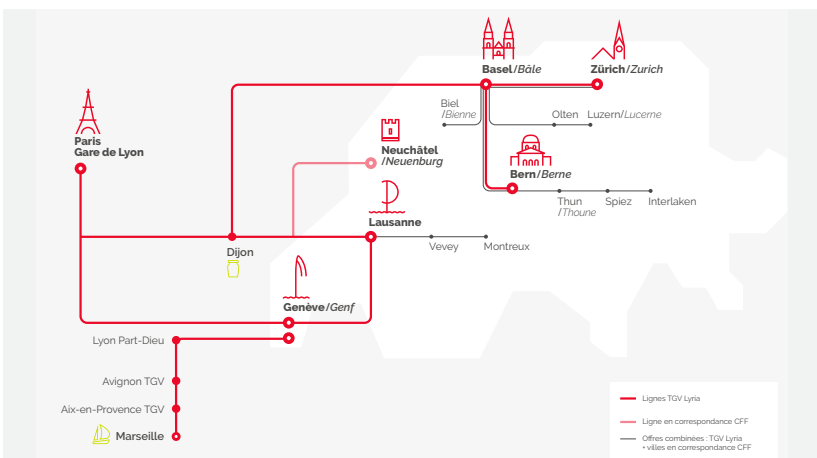 Basel/Bâle
Zürich/Zurich
Biel
/Bienne
Olten
Luzern/Lucerne
Paris
Gare de Lyon
Neuchâtel
/Neuenburg
Bern/Berne
Thun
/Thoune
Spiez
Interlaken
Lausanne
Dijon
Vevey
Montreux
Genève/Genf
Lyon Part-Dieu
Avignon TGV
Aix-en-Provence TGV
Marseille
Lignes TGV Lyria
Ligne en correspondance CFF
Offres combinées : TGV Lyria
+ villes en correspondance CFF